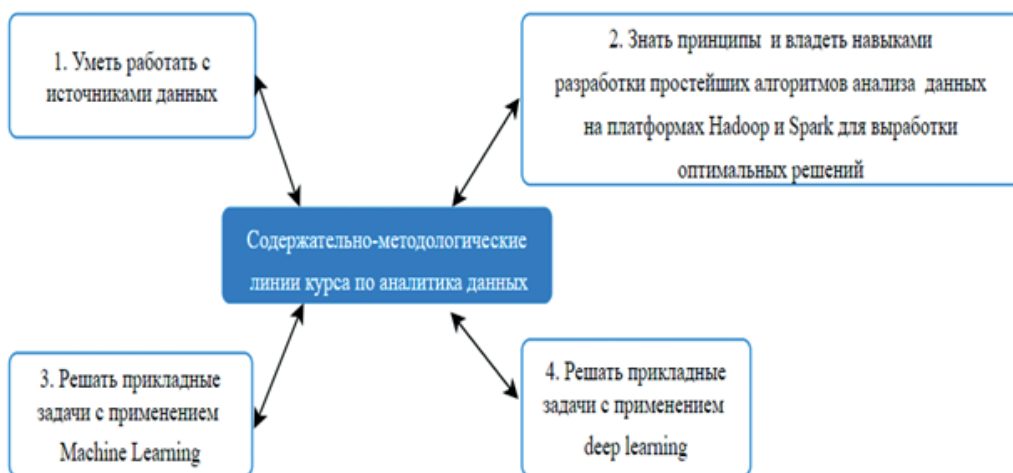 1. Уметь работать с
источниками данных
2. Знать принципы и владеть навыками
разработки простейших алгоритмов анализа данных
на платформах Hadoop и Spark для выработки
оптимальных решений
Содержательно-методологические
линии курса по аналитика данных
3. Решать прикладные
задачи с применением
Machine Learning
4. Решать прикладные
задачи с применением
deep learning